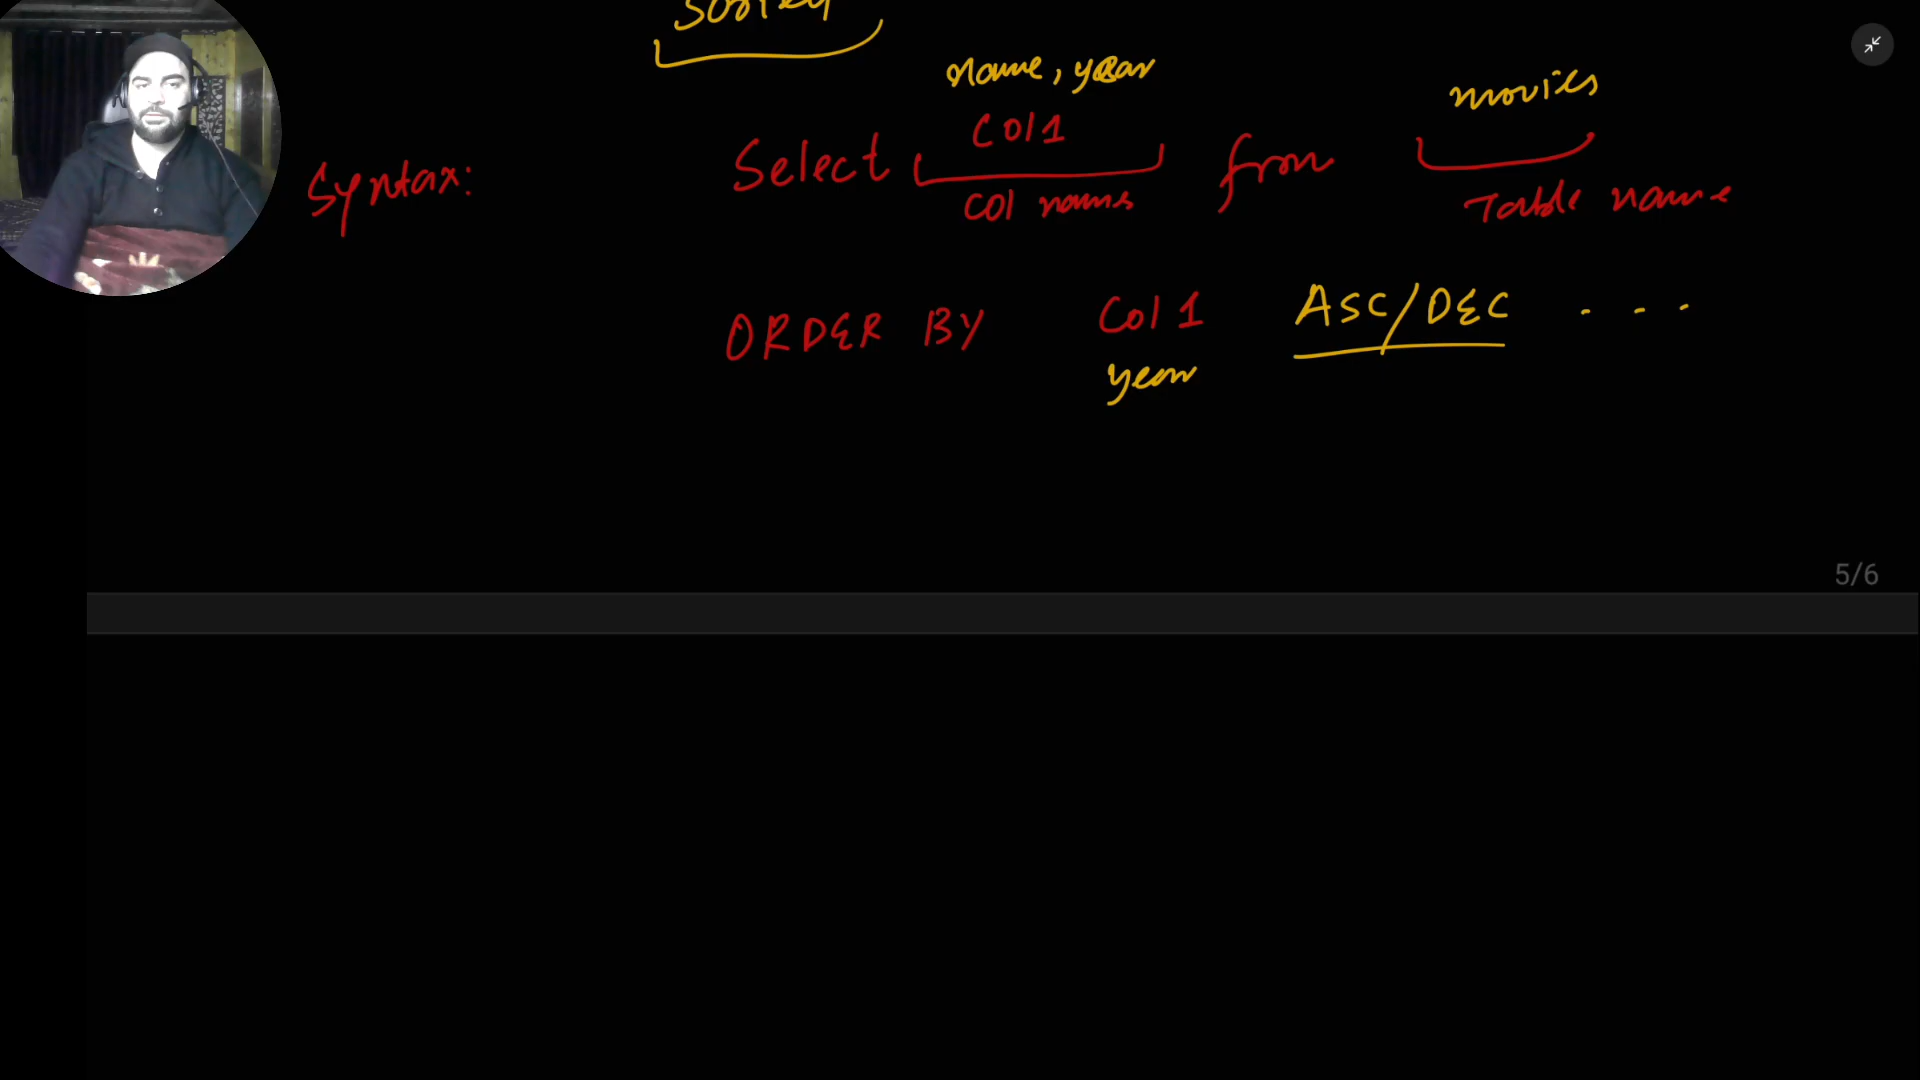 Sorted
name, year
movies
Syntax: Select Col1 from
Col names Table name
ORDER BY Col 1 ASC/DEC . . .
year
5/6